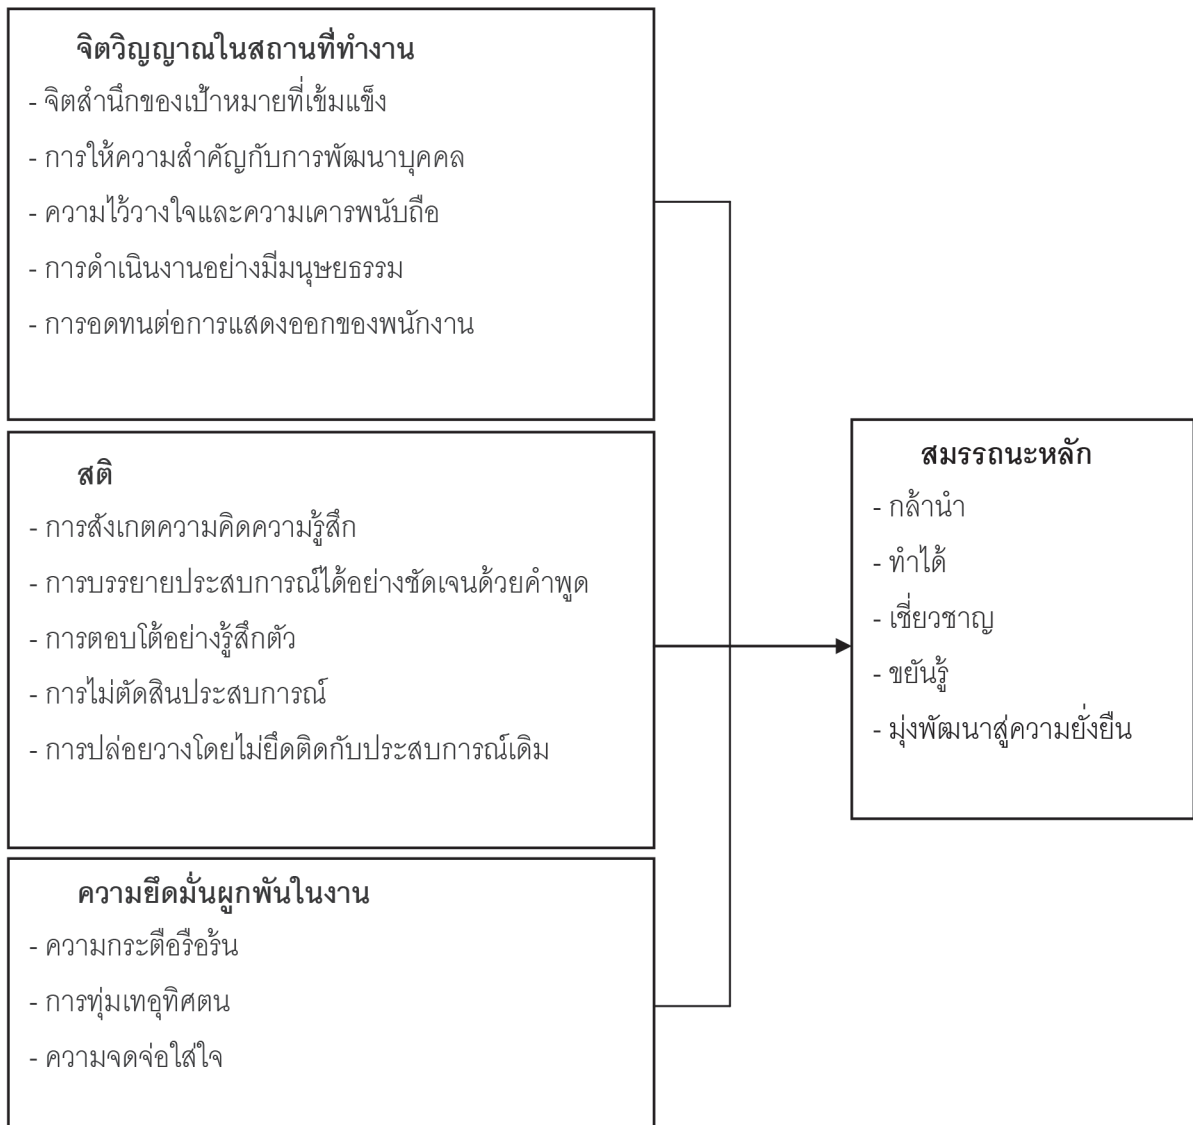 จิตวิญญาณในสถานที่ทำงาน
- จิตสำนึกของเป้าหมายที่เข้มแข็ง
- การให้ความสำคัญกับการพัฒนาบุคคล
- ความไว้วางใจและความเคารพนับถือ
- การดำเนินงานอย่างมีมนุษยธรรม
- การอดทนต่อการแสดงออกของพนักงาน
สติ
- การสังเกตความคิดความรู้สึก
- การบรรยายประสบการณ์ได้อย่างชัดเจนด้วยคำพูด
- การตอบโต้อย่างรู้สึกตัว
- การไม่ตัดสินประสบการณ์
- การปล่อยวางโดยไม่ยึดติดกับประสบการณ์เดิม
ความยึดมั่นผูกพันในงาน
- ความกระตือรือร้น
- การทุ่มเทอุทิศตน
- ความจดจ่อใส่ใจ
สมรรถนะหลัก
- กล้านำ
- ทำได้
- เชี่ยวชาญ
- ขยันรู้
- มุ่งพัฒนาสู่ความยั่งยืน